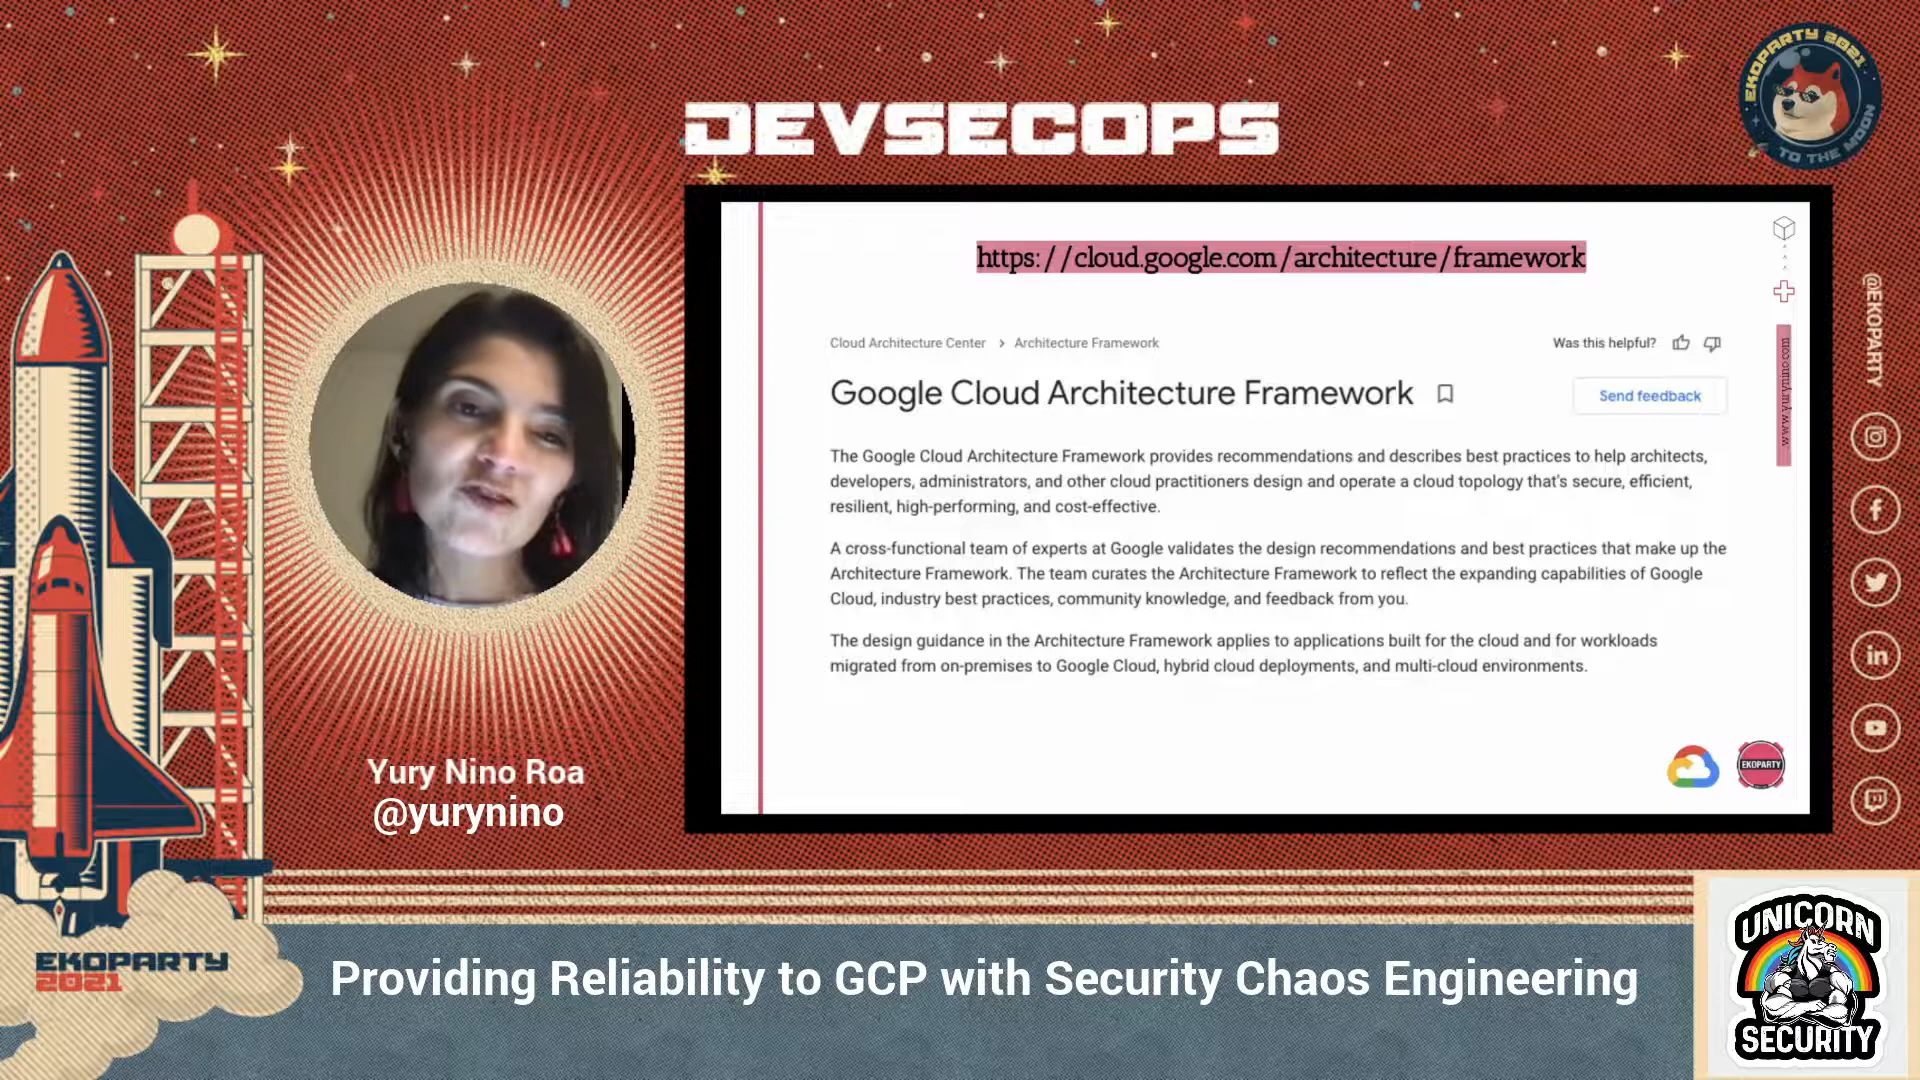 DEVSECOPS
EKOPARTY 2021
TO THE MOON
https://cloud.google.com/architecture/framework
Cloud Architecture Center > Architecture Framework
Was this helpful?
Google Cloud Architecture Framework
Send feedback
The Google Cloud Architecture Framework provides recommendations and describes best practices to help architects,
developers, administrators, and other cloud practitioners design and operate a cloud topology that's secure, efficient,
resilient, high-performing, and cost-effective.
A cross-functional team of experts at Google validates the design recommendations and best practices that make up the
Architecture Framework. The team curates the Architecture Framework to reflect the expanding capabilities of Google
Cloud, industry best practices, community knowledge, and feedback from you.
The design guidance in the Architecture Framework applies to applications built for the cloud and for workloads
migrated from on-premises to Google Cloud, hybrid cloud deployments, and multi-cloud environments.
www.yurynino.com
EKOPARTY
@EKOPARTY
Yury Nino Roa
@yurynino
EKOPARTY
2021
Providing Reliability to GCP with Security Chaos Engineering
UNICORN
SECURITY